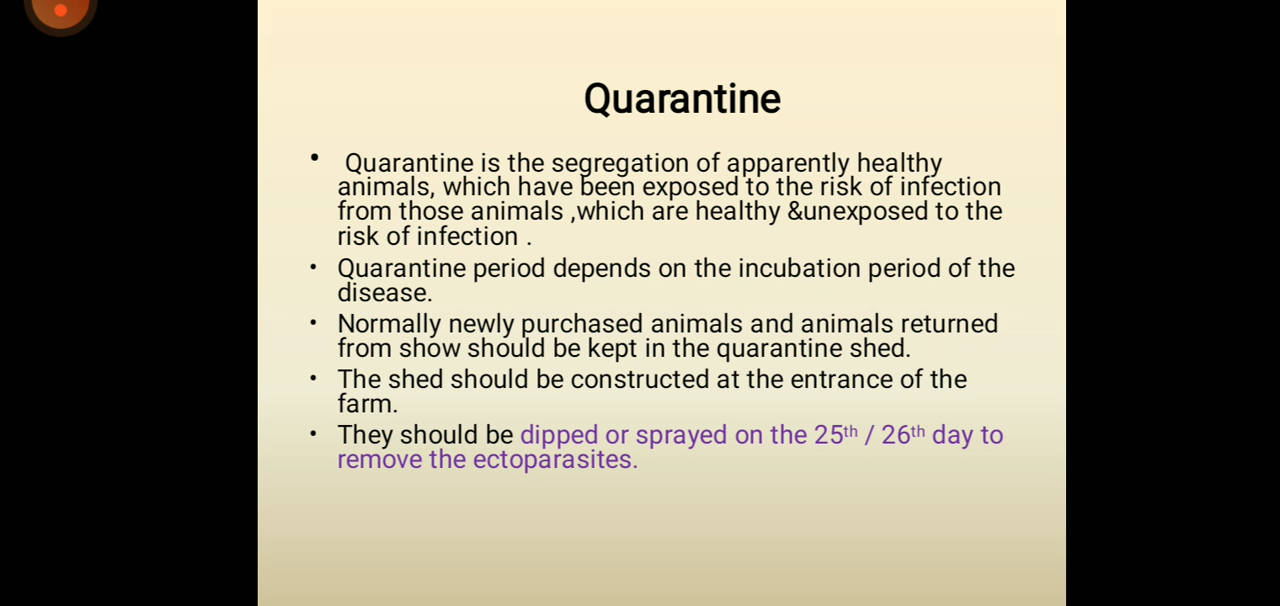 Quarantine
• Quarantine is the segregation of apparently healthy
animals, which have been exposed to the risk of infection
from those animals ,which are healthy &unexposed to the
risk of infection .
• Quarantine period depends on the incubation period of the
disease.
• Normally newly purchased animals and animals returned
from show should be kept in the quarantine shed.
• The shed should be constructed at the entrance of the
farm.
• They should be dipped or sprayed on the 25th / 26th day to
remove the ectoparasites.